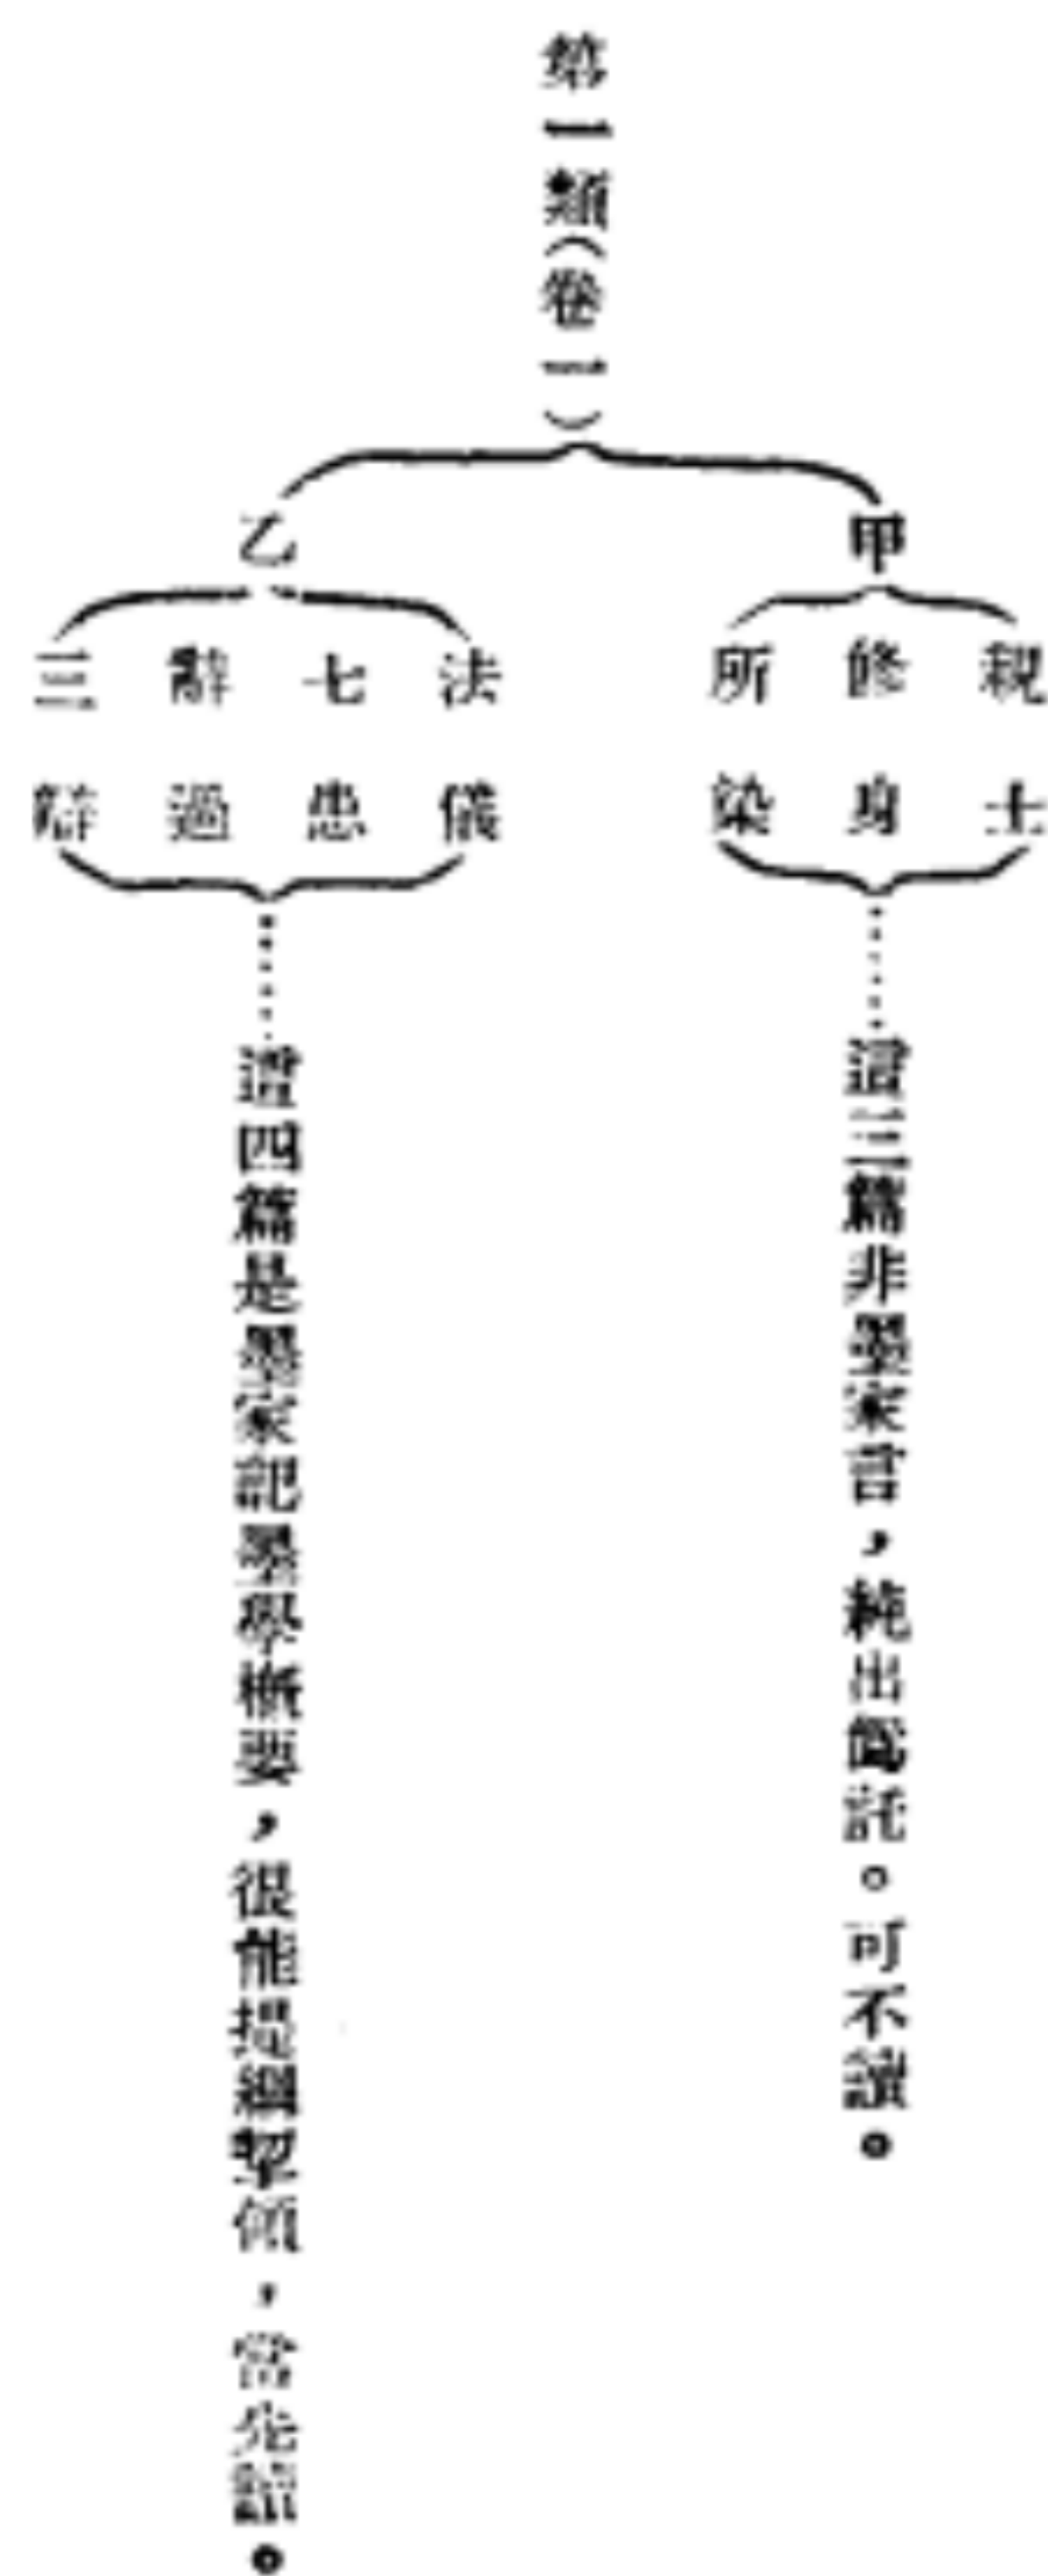 第一類(卷一)
甲
親士
修身
所染
這三篇非墨家言,純出偽託。可不讀。
乙
法儀
七患
辭過
三辯
這四篇是墨家記墨學概要,很能提綱挈領,當先讀。